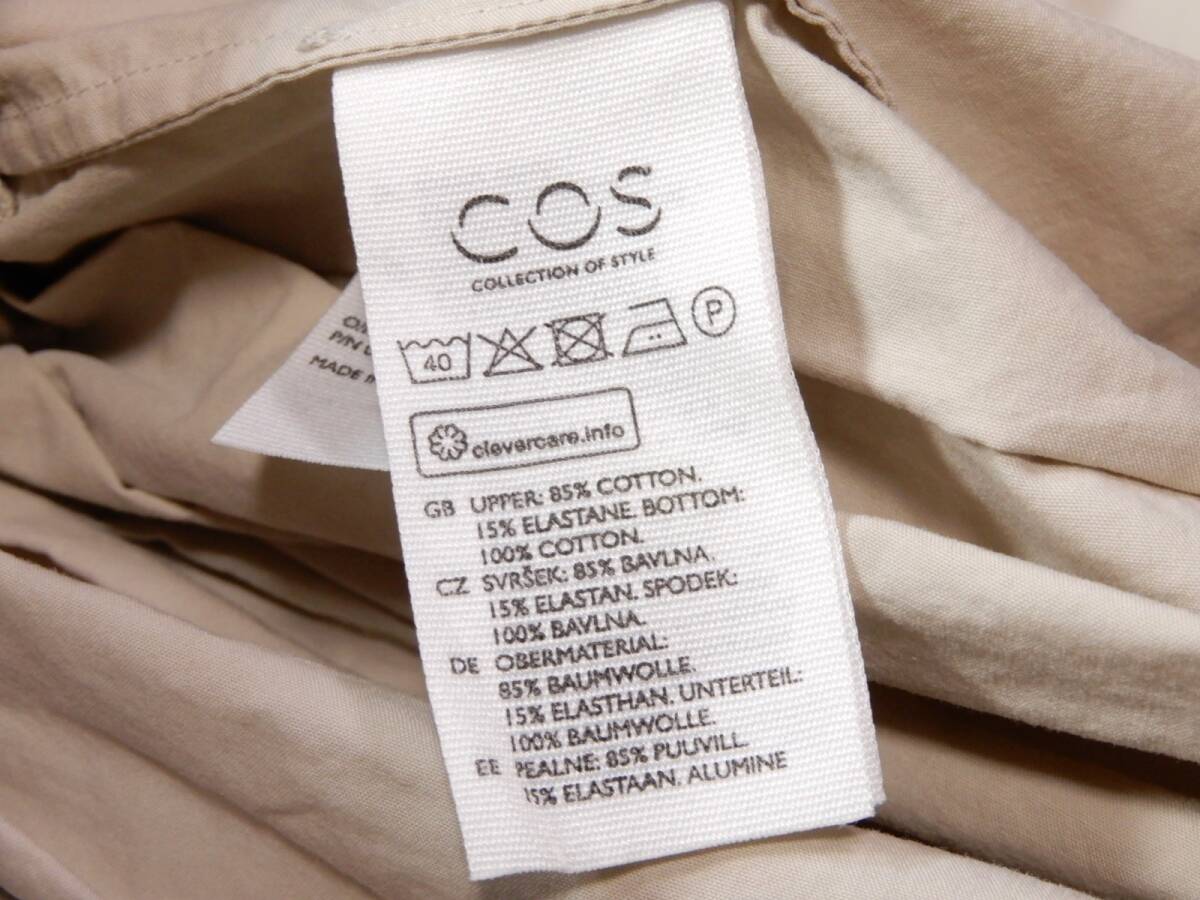 COS
COLLECTION OF STYLE
40
P
clevercare.info
GB UPPER: 85% COTTON.
15% ELASTANE. BOTTOM:
100% COTTON.
CZ SVRŠEK: 85% BAVLNA.
15% ELASTAN. SPODEK:
100% BAVLNA.
DE OBERMATERIAL:
85% BAUMWOLLE.
15% ELASTHAN. UNTERTEIL:
100% BAUMWOLLE.
EE PEALNE: 85% PUUVILL.
15% ELASTAAN. ALUMINE
P/N
MADE